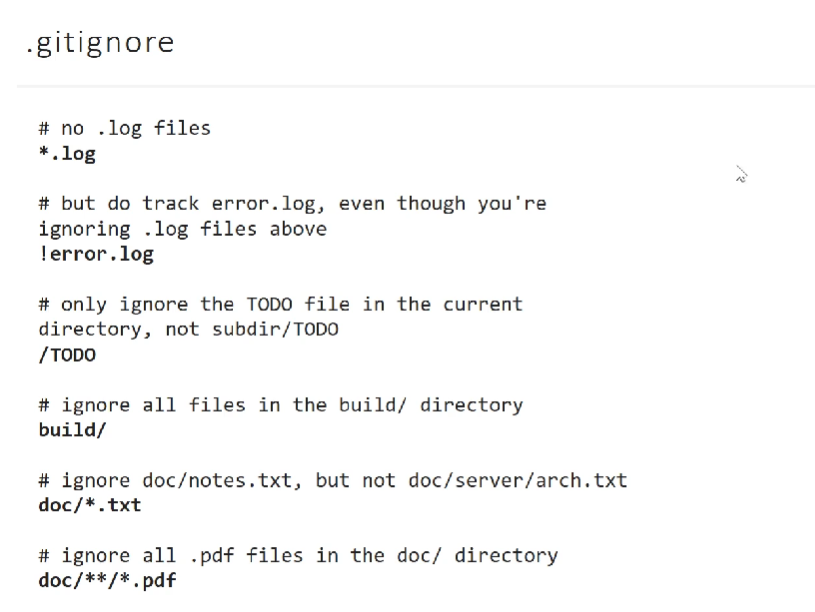 .gitignore
# no .log files
*.log
# but do track error.log, even though you're
ignoring .log files above
!error.log
# only ignore the TODO file in the current
directory, not subdir/TODO
/TODO
# ignore all files in the build/ directory
build/
# ignore doc/notes.txt, but not doc/server/arch.txt
doc/*.txt
# ignore all .pdf files in the doc/ directory
doc/**/*.pdf